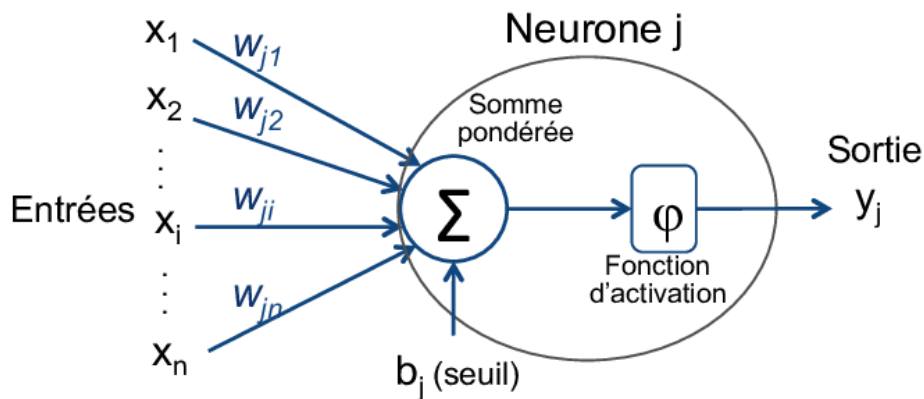 Neurone j
x1
wj1
x2
wj2
Somme
pondérée
Entrées
xi
wji
Σ
φ
Sortie
yj
Fonction
d'activation
wjn
xn
bj (seuil)